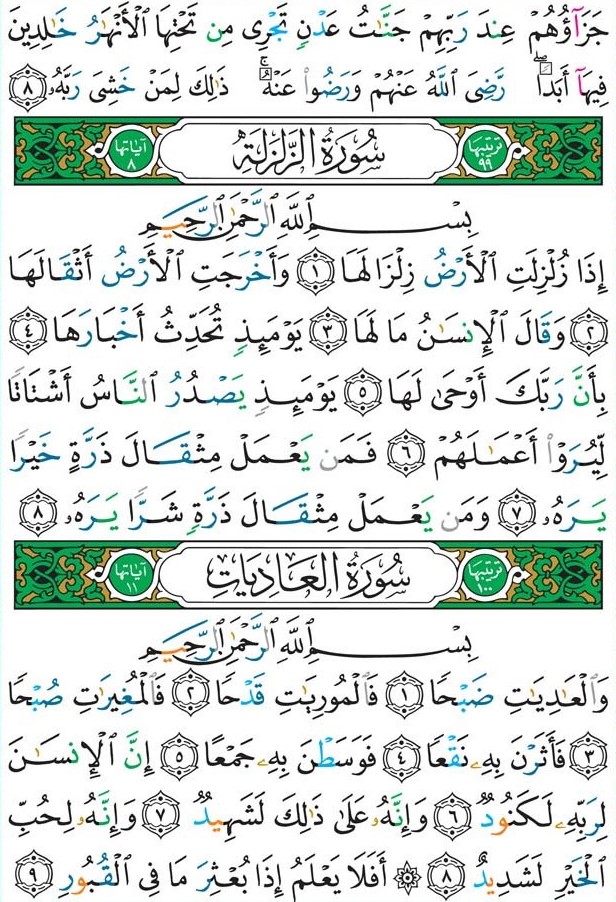 جَزَآؤُهُمْ عِندَ رَبِّهِمْ جَنَّٰتُ عَدْنٍ تَجْرِى مِن تَحْتِهَا ٱلْأَنْهَٰرُ خَٰلِدِينَ
فِيهَآ أَبَدًا ۖ رَّضِىَ ٱللَّهُ عَنْهُمْ وَرَضُوا۟ عَنْهُ ۚ ذَٰلِكَ لِمَنْ خَشِىَ رَبَّهُۥ ٨
ترتيبها ٩٩ سُورَةُ الزَّلْزَلَةِ آياتها ٨
بِسْمِ ٱللَّهِ ٱلرَّحْمَٰنِ ٱلرَّحِيمِ
إِذَا زُلْزِلَتِ ٱلْأَرْضُ زِلْزَالَهَا ١ وَأَخْرَجَتِ ٱلْأَرْضُ أَثْقَالَهَا
٢ وَقَالَ ٱلْإِنسَٰنُ مَا لَهَا ٣ يَوْمَئِذٍ تُحَدِّثُ أَخْبَارَهَا ٤
بِأَنَّ رَبَّكَ أَوْحَىٰ لَهَا ٥ يَوْمَئِذٍ يَصْدُرُ ٱلنَّاسُ أَشْتَاتًا
لِّيُرَوْا۟ أَعْمَٰلَهُمْ ٦ فَمَن يَعْمَلْ مِثْقَالَ ذَرَّةٍ خَيْرًا
يَرَهُۥ ٧ وَمَن يَعْمَلْ مِثْقَالَ ذَرَّةٍ شَرًّا يَرَهُۥ ٨
ترتيبها ١٠٠ سُورَةُ العَادِيَاتِ آياتها ١١
بِسْمِ ٱللَّهِ ٱلرَّحْمَٰنِ ٱلرَّحِيمِ
وَٱلْعَٰدِيَٰتِ ضَبْحًا ١ فَٱلْمُورِيَٰتِ قَدْحًا ٢ فَٱلْمُغِيرَٰتِ صُبْحًا
٣ فَأَثَرْنَ بِهِۦ نَقْعًا ٤ فَوَسَطْنَ بِهِۦ جَمْعًا ٥ إِنَّ ٱلْإِنسَٰنَ
لِرَبِّهِۦ لَكَنُودٌ ٦ وَإِنَّهُۥ عَلَىٰ ذَٰلِكَ لَشَهِيدٌ ٧ وَإِنَّهُۥ لِحُبِّ
ٱلْخَيْرِ لَشَدِيدٌ ٨ ۞ أَفَلَا يَعْلَمُ إِذَا بُعْثِرَ مَا فِى ٱلْقُبُورِ ٩